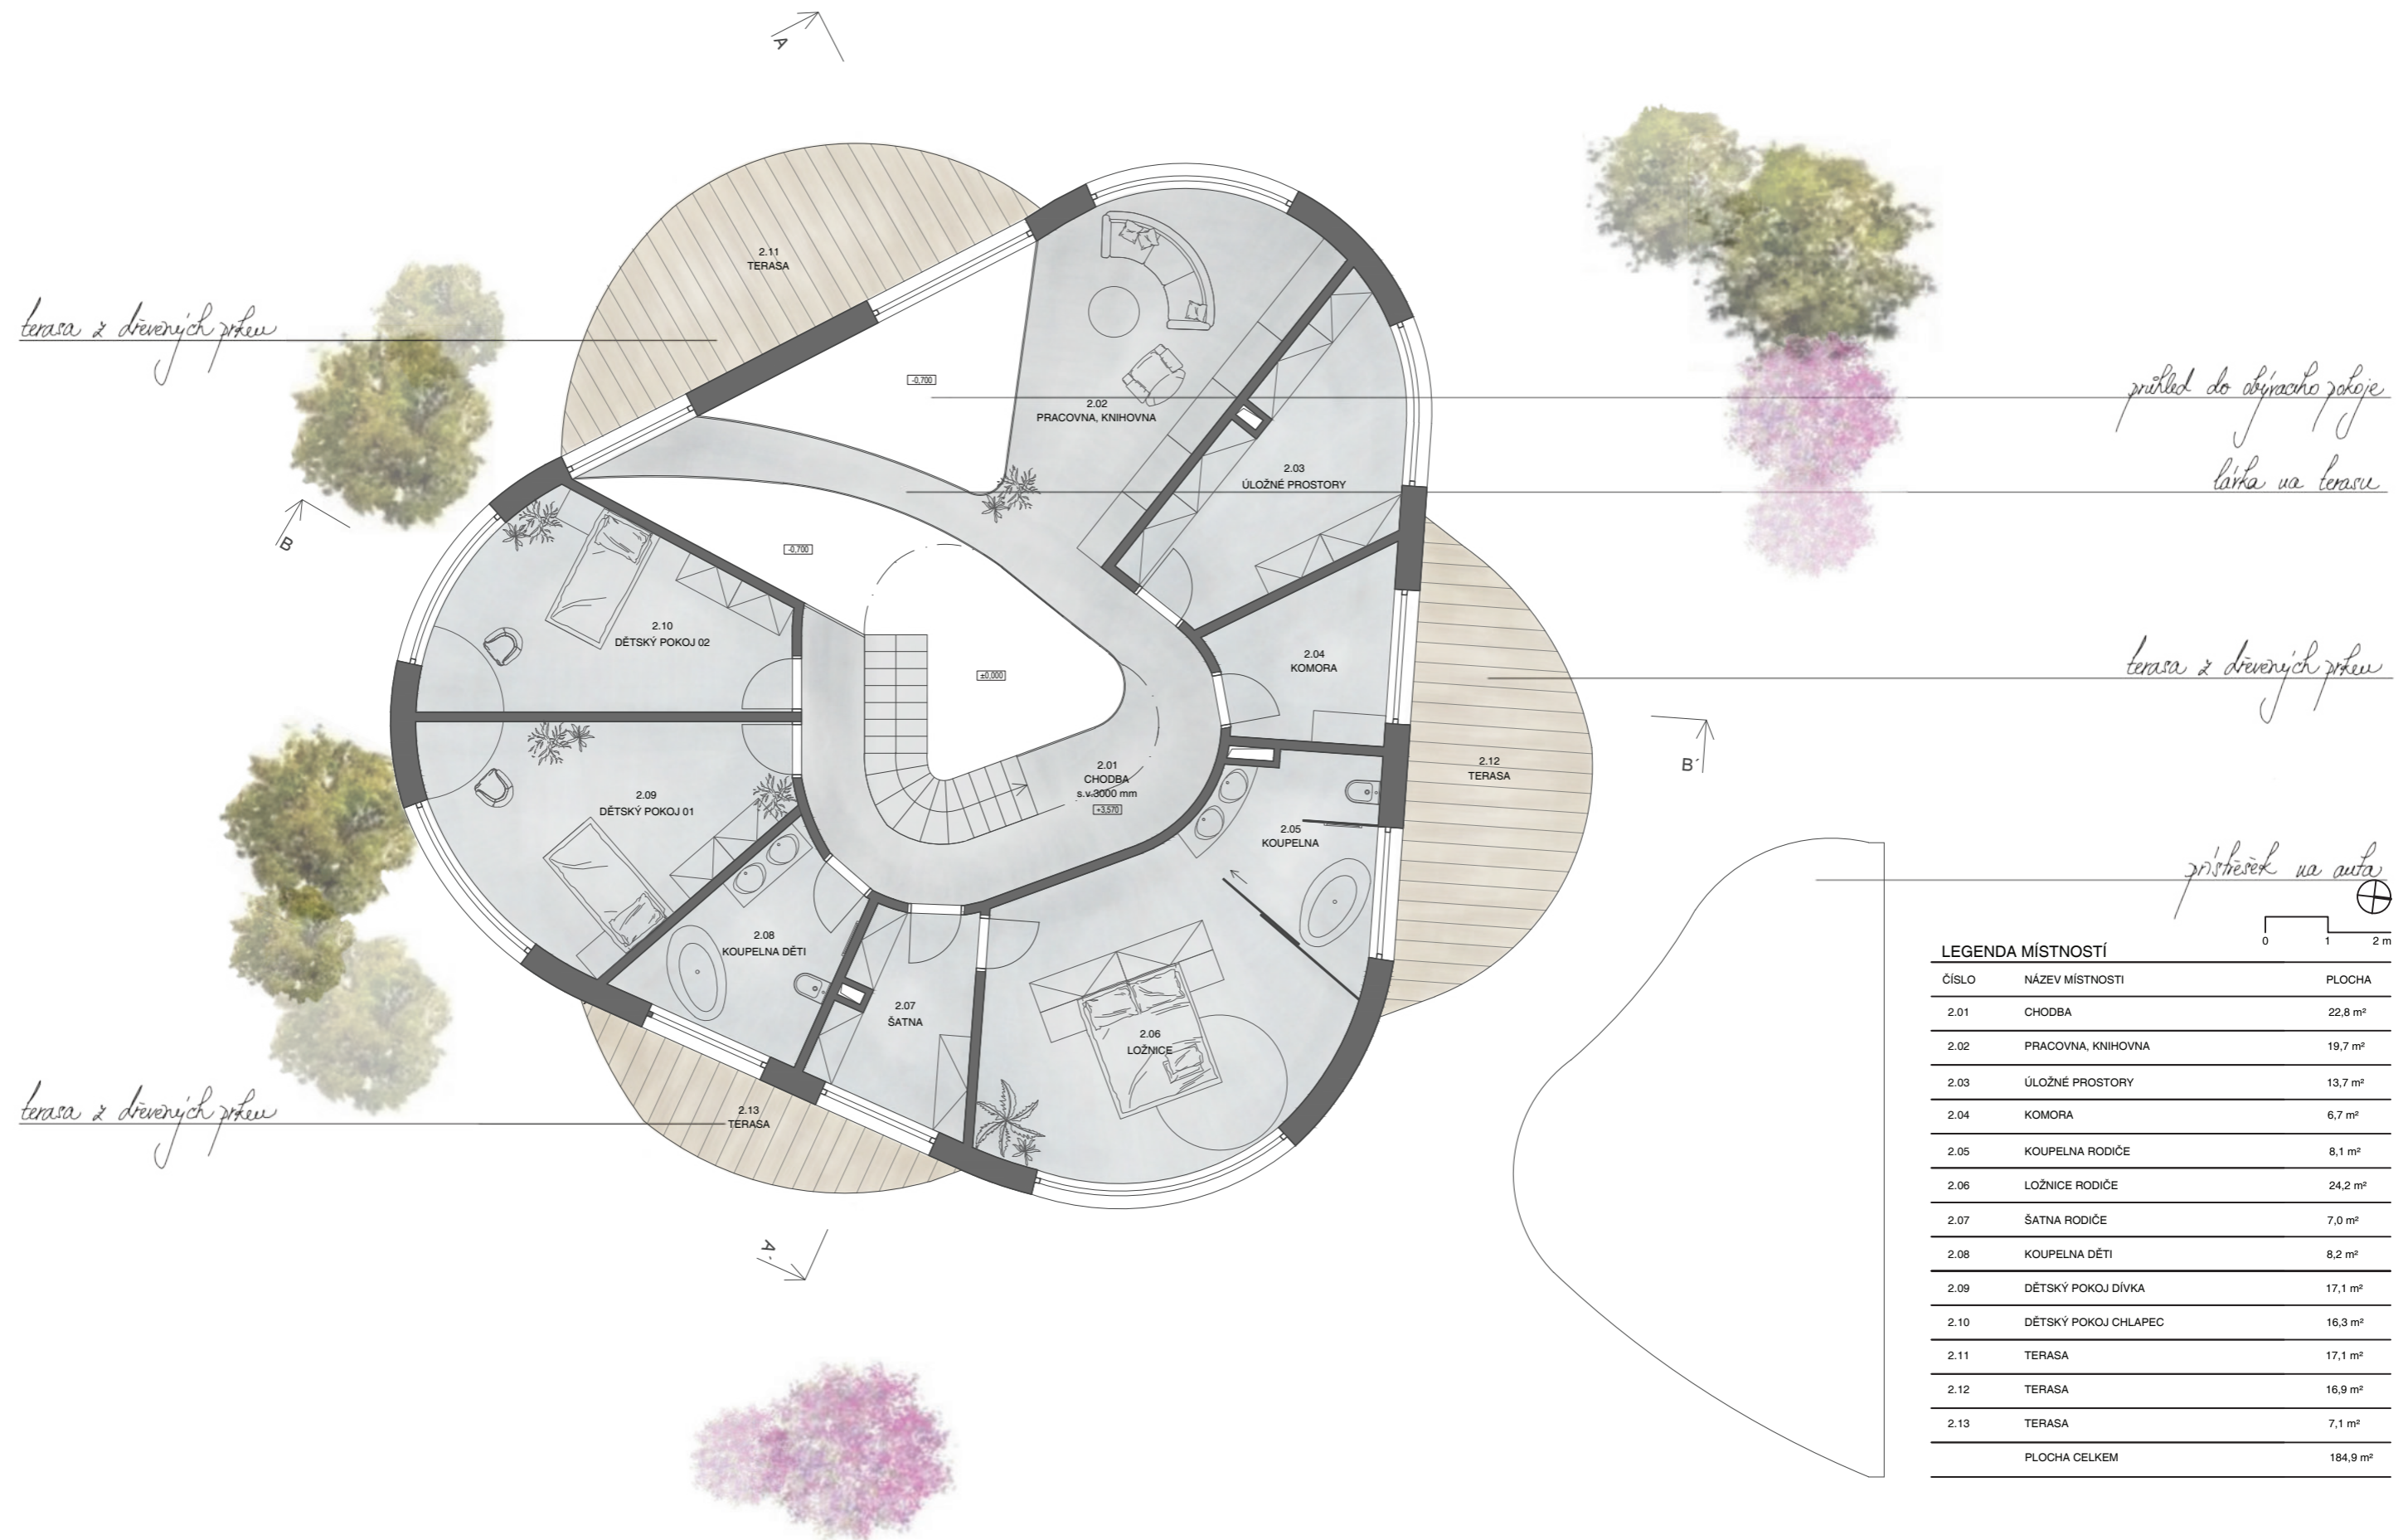 A
2.11
TERASA
terasa z dřevěných prken
-0,700
2.02
PRACOVNA, KNIHOVNA
průhled do obývacího pokoje
2.03
ÚLOŽNÉ PROSTORY
lávka na terasu
B
-0,700
2.10
DĚTSKÝ POKOJ 02
2.04
KOMORA
terasa z dřevěných prken
±0,000
B´
2.01
CHODBA
s.v.3000 mm
+3,570
2.12
TERASA
2.09
DĚTSKÝ POKOJ 01
2.05
KOUPELNA
přístřešek na auta
2.08
KOUPELNA DĚTI
2.07
ŠATNA
2.06
LOŽNICE
terasa z dřevěných prken
2.13
TERASA
A´
0 1 2 m
LEGENDA MÍSTNOSTÍ
ČÍSLO NÁZEV MÍSTNOSTI PLOCHA
2.01 CHODBA 22,8 m²
2.02 PRACOVNA, KNIHOVNA 19,7 m²
2.03 ÚLOŽNÉ PROSTORY 13,7 m²
2.04 KOMORA 6,7 m²
2.05 KOUPELNA RODIČE 8,1 m²
2.06 LOŽNICE RODIČE 24,2 m²
2.07 ŠATNA RODIČE 7,0 m²
2.08 KOUPELNA DĚTI 8,2 m²
2.09 DĚTSKÝ POKOJ DÍVKA 17,1 m²
2.10 DĚTSKÝ POKOJ CHLAPEC 16,3 m²
2.11 TERASA 17,1 m²
2.12 TERASA 16,9 m²
2.13 TERASA 7,1 m²
PLOCHA CELKEM 184,9 m²